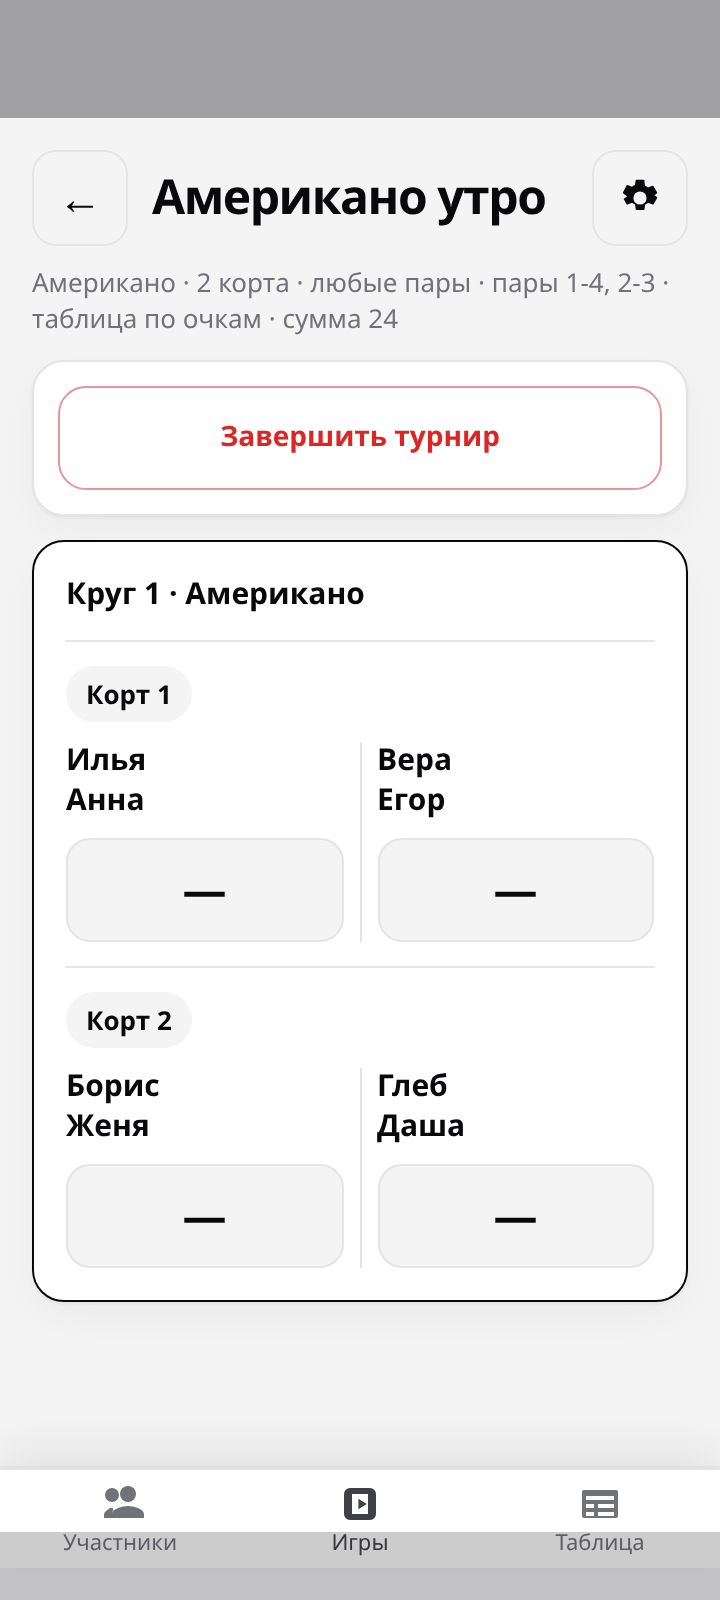 ←
Американо утро
Американо · 2 корта · любые пары · пары 1-4, 2-3 ·
таблица по очкам · сумма 24
Завершить турнир
Круг 1 · Американо
Корт 1
Илья
Анна
Вера
Егор
—
—
Корт 2
Борис
Женя
Глеб
Даша
—
—
Участники
Игры
Таблица